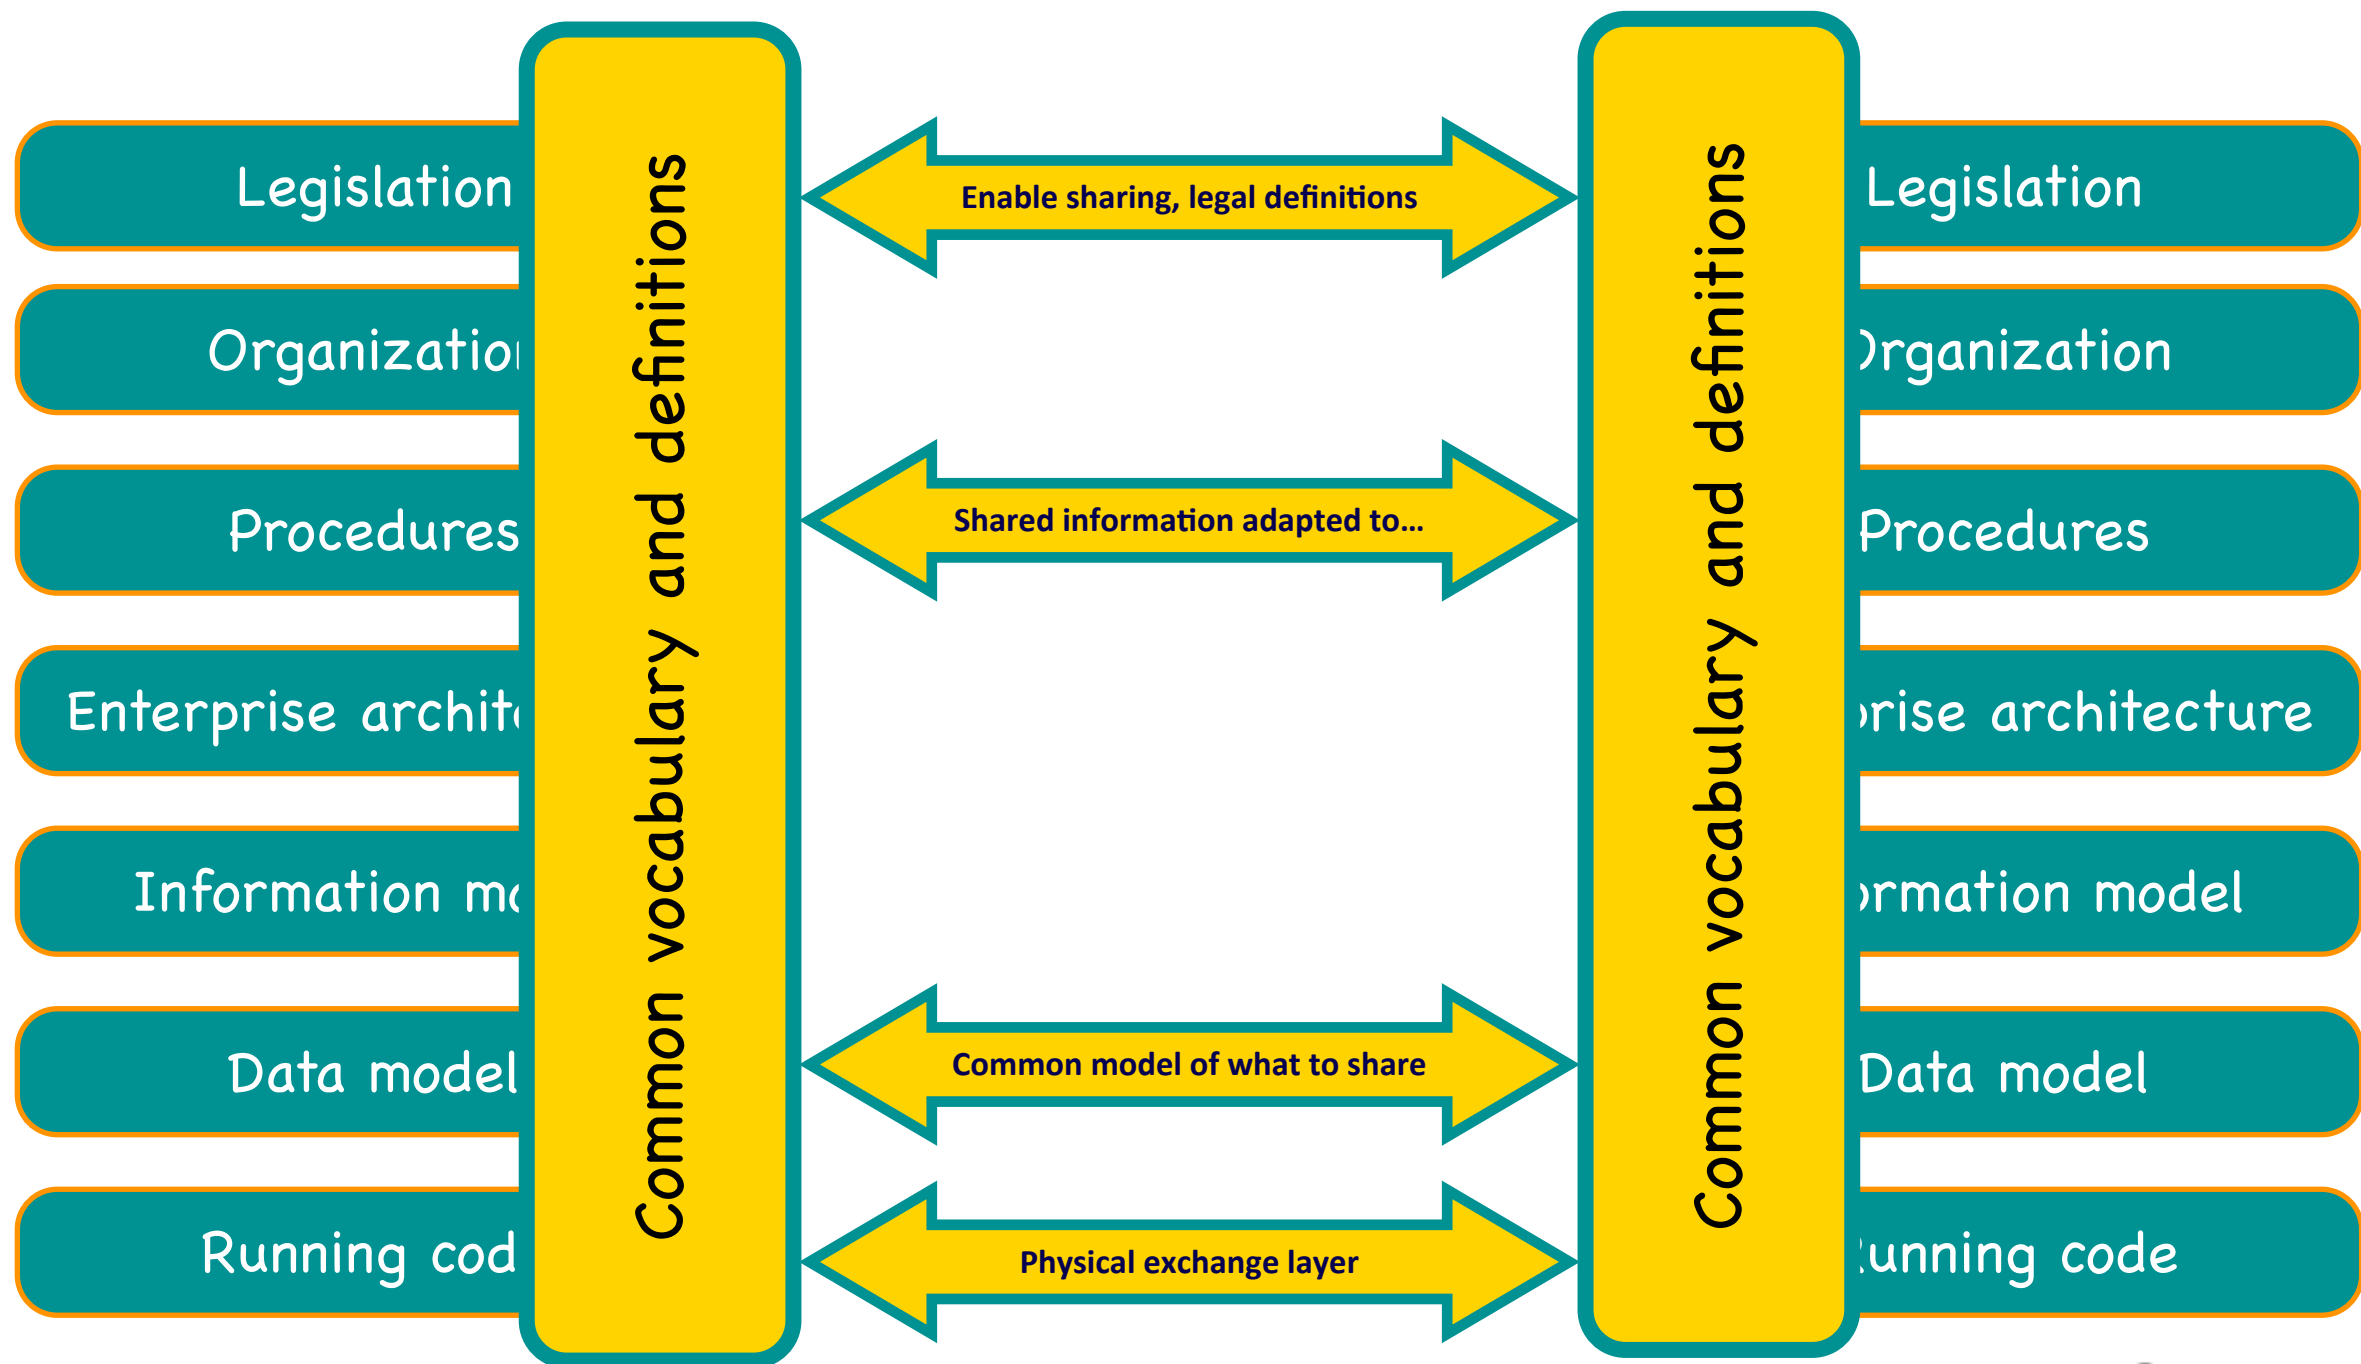 Legislation
Organizatio
Procedures
Enterprise archit
Information m
Data model
Running cod
Common vocabulary and definitions
Enable sharing, legal definitions
Shared information adapted to…
Common model of what to share
Physical exchange layer
Common vocabulary and definitions
Legislation
rganization
Procedures
rise architecture
ormation model
Data model
unning code